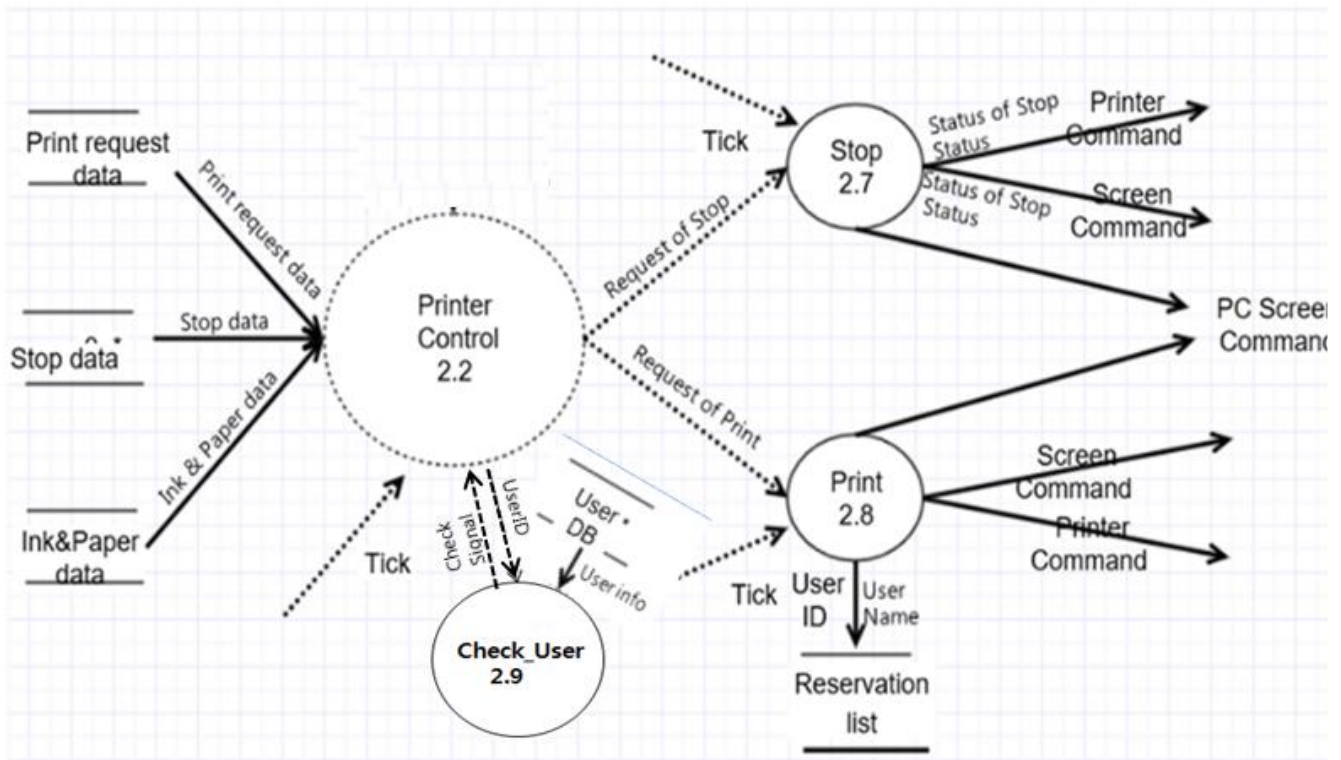 Print request
data
Print request data
Stop data
Stop data
Ink & Paper data
Ink&Paper
data
Printer
Control
2.2
Tick
Check
Signal
UserID
User
DB
User info
Check_User
2.9
Request of Stop
Request of Print
Tick
Stop
2.7
Status of Stop
Status
Printer
Command
Status of Stop
Status
Screen
Command
PC Screen
Command
Print
2.8
Screen
Command
Printer
Command
Tick
User
ID
User
Name
Reservation
list